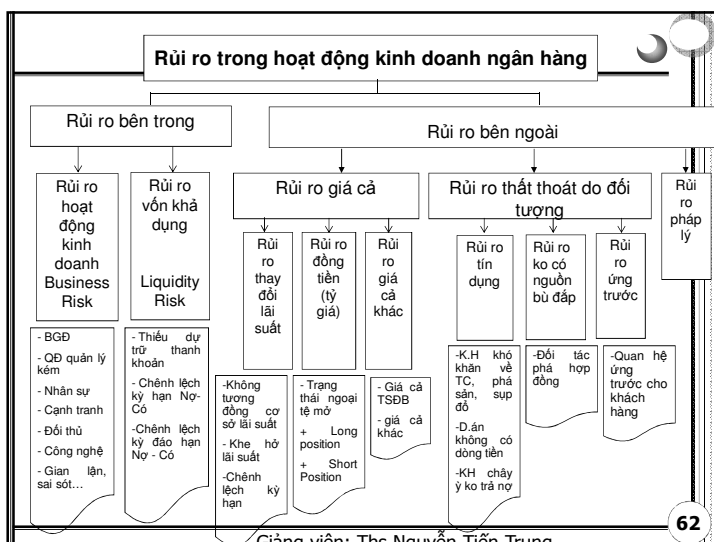 Rủi ro trong hoạt động kinh doanh ngân hàng
Rủi ro bên trong
Rủi ro bên ngoài
Rủi ro
hoạt
động
kinh
doanh
Business
Risk
Rủi ro
vốn khả
dụng
Liquidity
Risk
Rủi ro giá cả
Rủi ro thất thoát do đối
tượng
Rủi
ro
pháp
lý
Rủi
ro
thay
đổi
lãi
suất
Rủi ro
đồng
tiền
(tỷ
giá)
Rủi
ro
giá
cả
khác
Rủi ro
tín
dụng
Rủi ro
ko có
nguồn
bù đắp
Rủi
ro
ứng
trước
- BGĐ
- QĐ quản lý
kém
- Nhân sự
- Cạnh tranh
- Đối thủ
- Công nghệ
- Gian lận,
sai sót…
- Thiếu dự
trữ thanh
khoản
- Chênh lệch
kỳ hạn Nợ-
Có
-Chênh lệch
kỳ đáo hạn
Nợ - Có
-Không
tương
đồng cơ
sở lãi suất
- Khe hở
lãi suất
-Chênh
lệch kỳ
hạn
- Trạng
thái ngoại
tệ mở
+ Long
position
+ Short
Position
- Giá cả
TSĐB
- giá cả
khác
-K.H khó
khăn về
TC, phá
sản, sụp
đổ
-D.án
không có
dòng tiền
-KH chây
ỳ ko trả nợ
-Đối tác
phá hợp
đồng
-Quan hệ
ứng
trước cho
khách
hàng
Giảng viên: Ths Nguyễn Tiến Trung
62